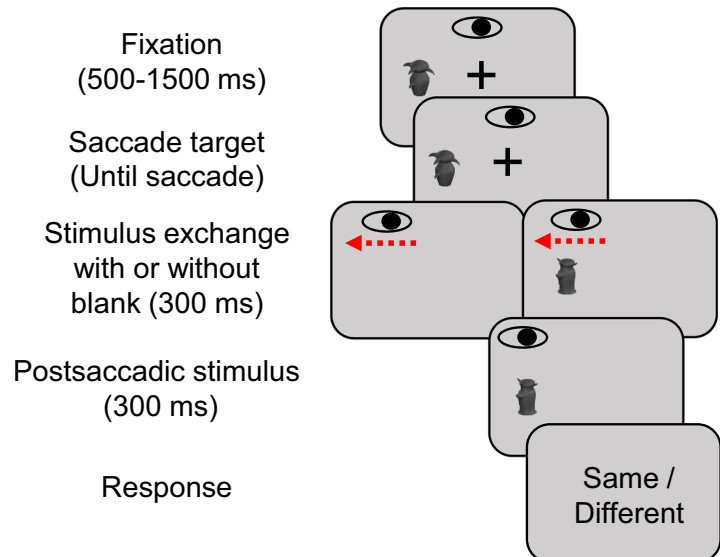 Fixation
(500-1500 ms)
Saccade target
(Until saccade)
Stimulus exchange
with or without
blank (300 ms)
Postsaccadic stimulus
(300 ms)
Response
Same /
Different